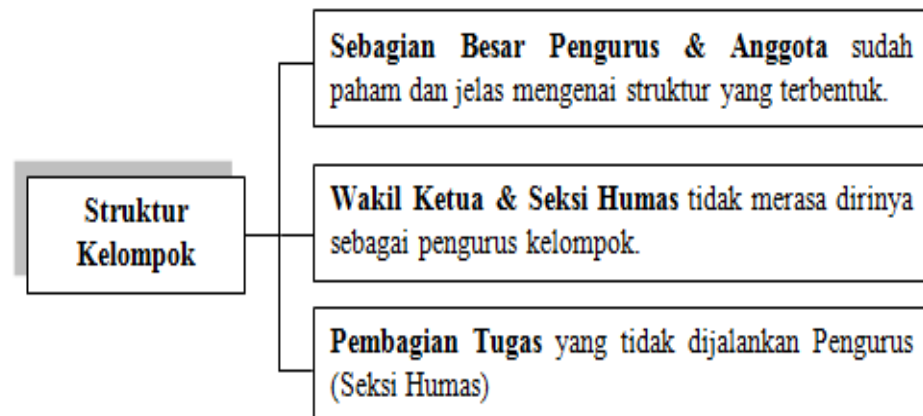 Struktur
Kelompok
Sebagian Besar Pengurus & Anggota sudah
paham dan jelas mengenai struktur yang terbentuk.
Wakil Ketua & Seksi Humas tidak merasa dirinya
sebagai pengurus kelompok.
Pembagian Tugas yang tidak dijalankan Pengurus
(Seksi Humas)